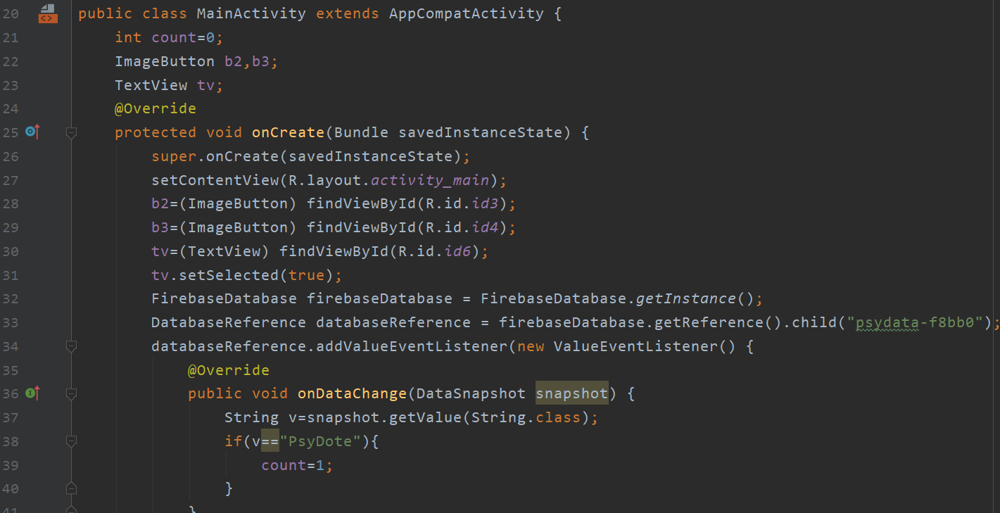 20 public class MainActivity extends AppCompatActivity {
21 int count=0;
22 ImageButton b2,b3;
23 TextView tv;
24 @Override
25 protected void onCreate(Bundle savedInstanceState) {
26 super.onCreate(savedInstanceState);
27 setContentView(R.layout.activity_main);
28 b2=(ImageButton) findViewById(R.id.id3);
29 b3=(ImageButton) findViewById(R.id.id4);
30 tv=(TextView) findViewById(R.id.id6);
31 tv.setSelected(true);
32 FirebaseDatabase firebaseDatabase = FirebaseDatabase.getInstance();
33 DatabaseReference databaseReference = firebaseDatabase.getReference().child("psydata-f8bb0");
34 databaseReference.addValueEventListener(new ValueEventListener() {
35 @Override
36 public void onDataChange(DataSnapshot snapshot) {
37 String v=snapshot.getValue(String.class);
38 if(v=="PsyDote"){
39 count=1;
40 }
41 }